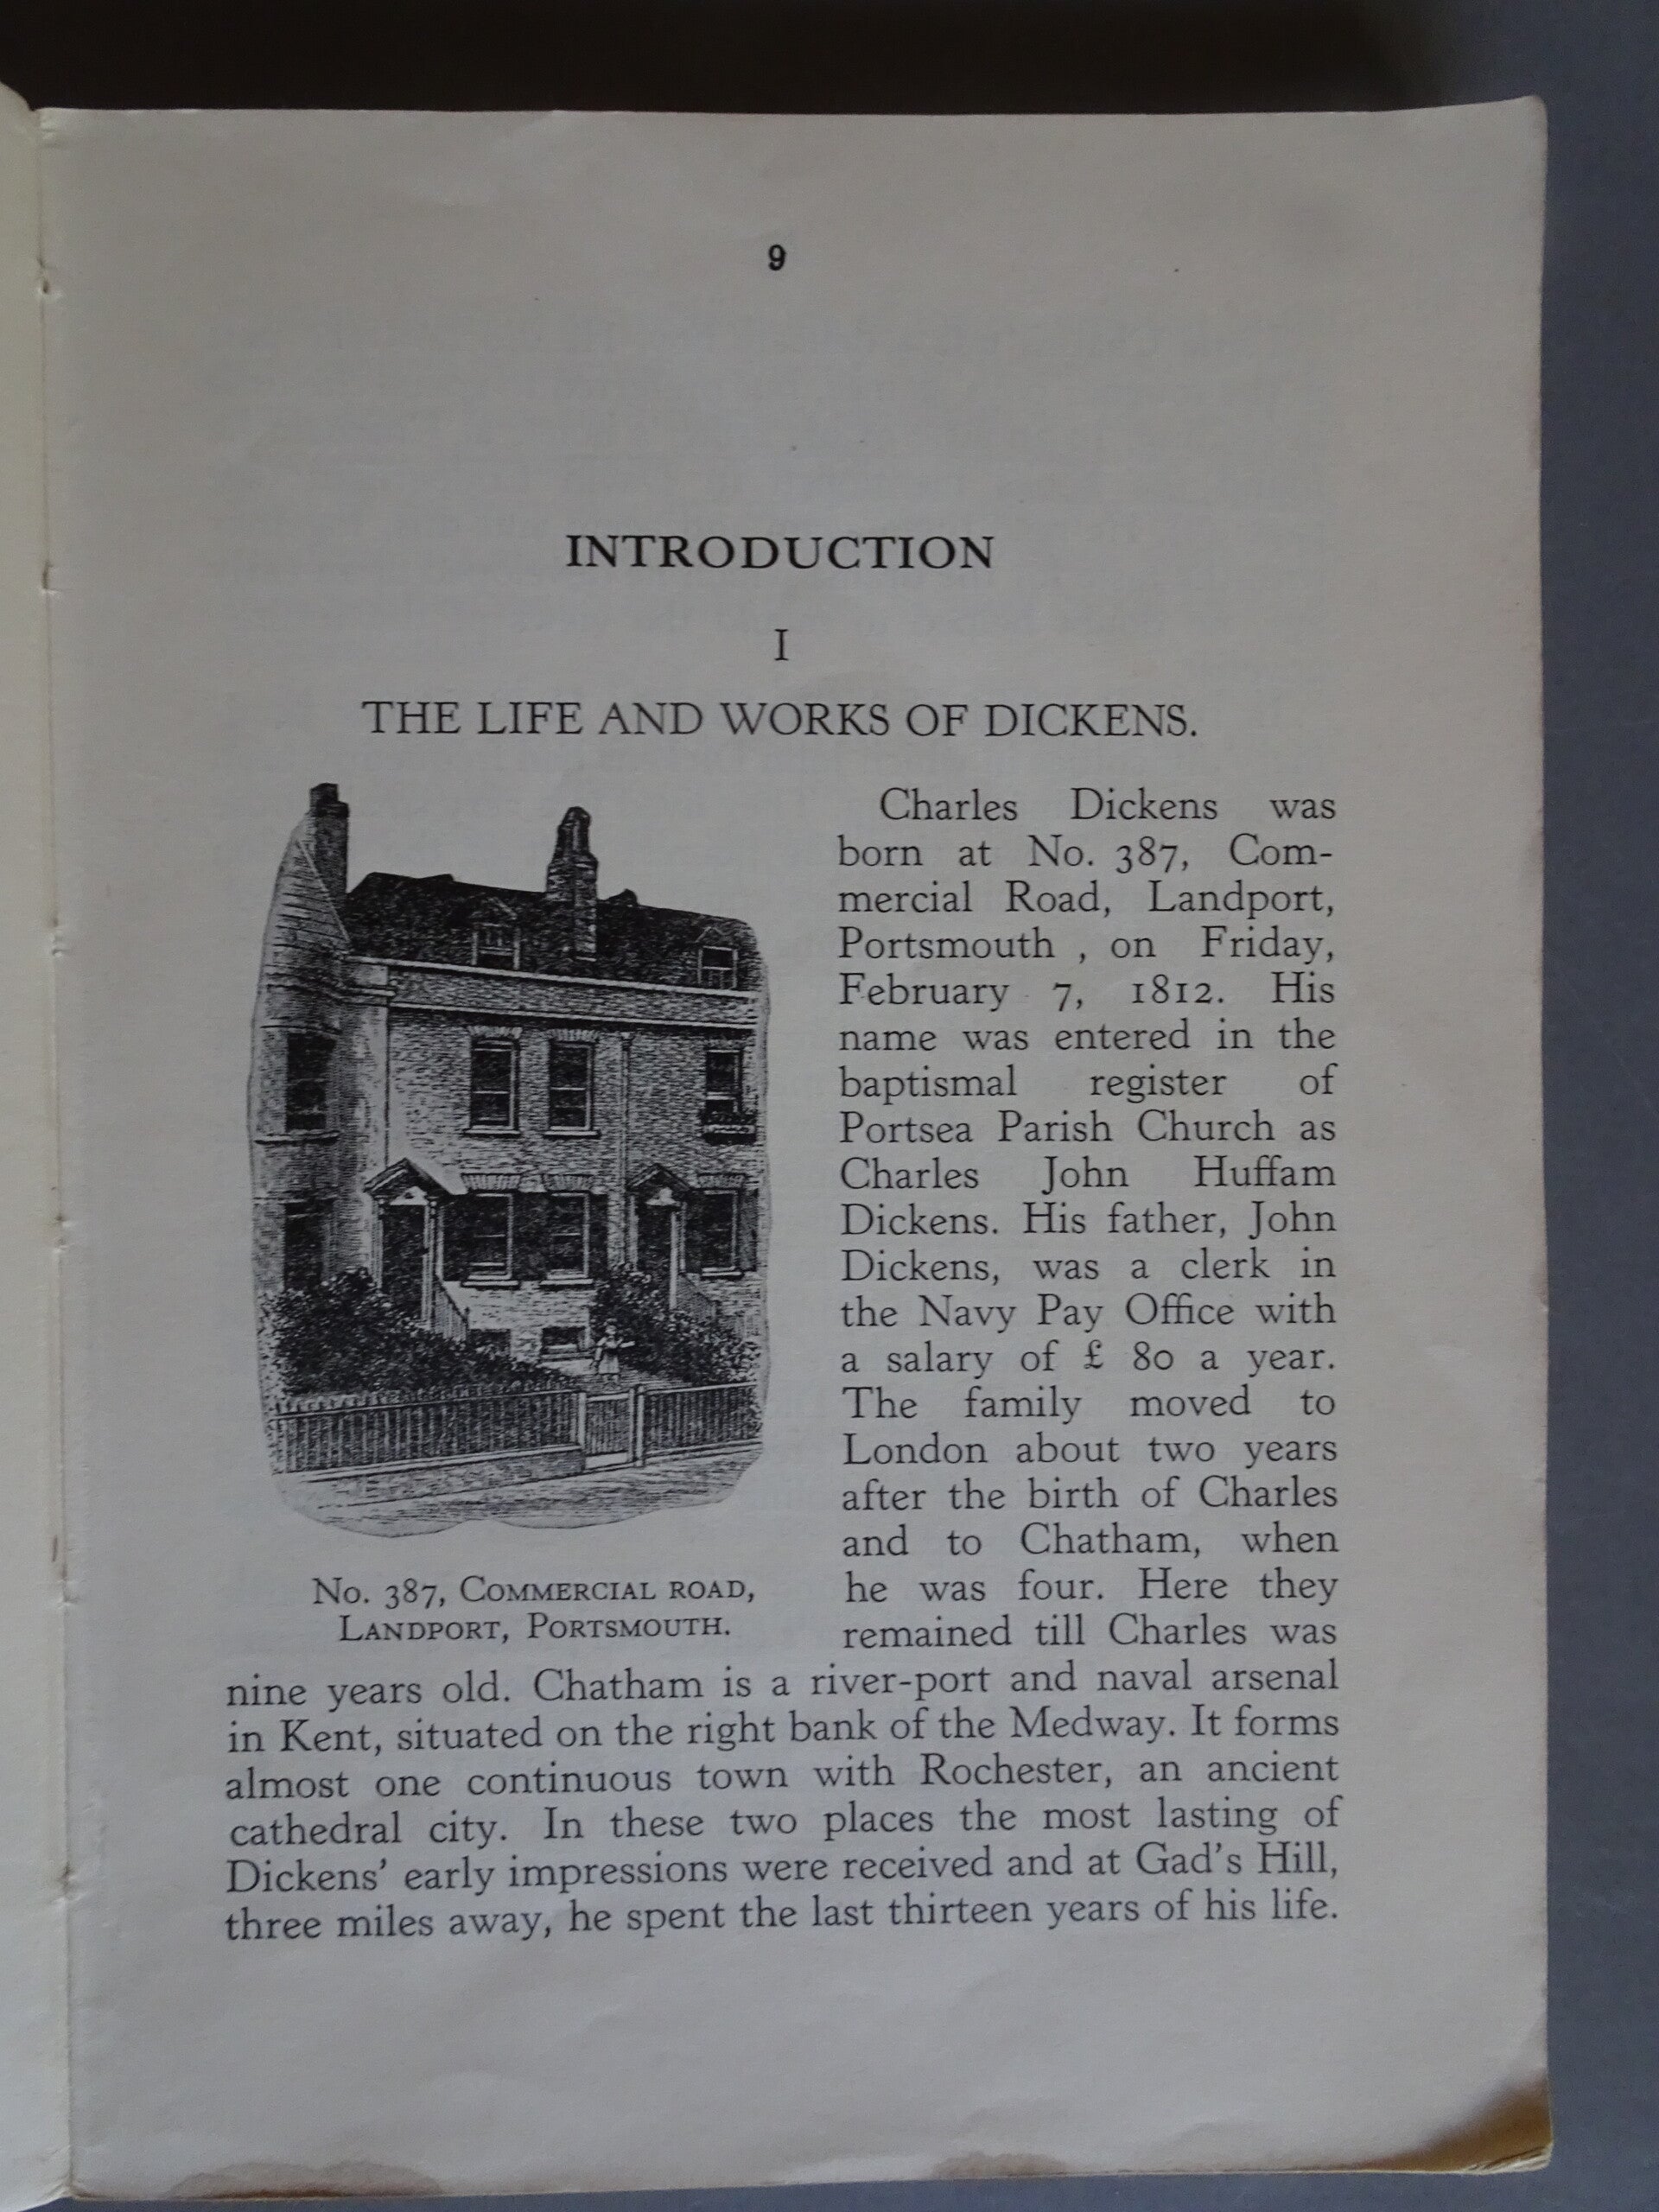 9
INTRODUCTION
I
THE LIFE AND WORKS OF DICKENS.
Charles Dickens was
born at No. 387, Com-
mercial Road, Landport,
Portsmouth , on Friday,
February 7, 1812. His
name was entered in the
baptismal register of
Portsea Parish Church as
Charles John Huffam
Dickens. His father, John
Dickens, was a clerk in
the Navy Pay Office with
a salary of £ 80 a year.
The family moved to
London about two years
after the birth of Charles
and to Chatham, when
he was four. Here they
remained till Charles was
No. 387, COMMERCIAL ROAD,
LANDPORT, PORTSMOUTH.
nine years old. Chatham is a river-port and naval arsenal
in Kent, situated on the right bank of the Medway. It forms
almost one continuous town with Rochester, an ancient
cathedral city. In these two places the most lasting of
Dickens’ early impressions were received and at Gad’s Hill,
three miles away, he spent the last thirteen years of his life.